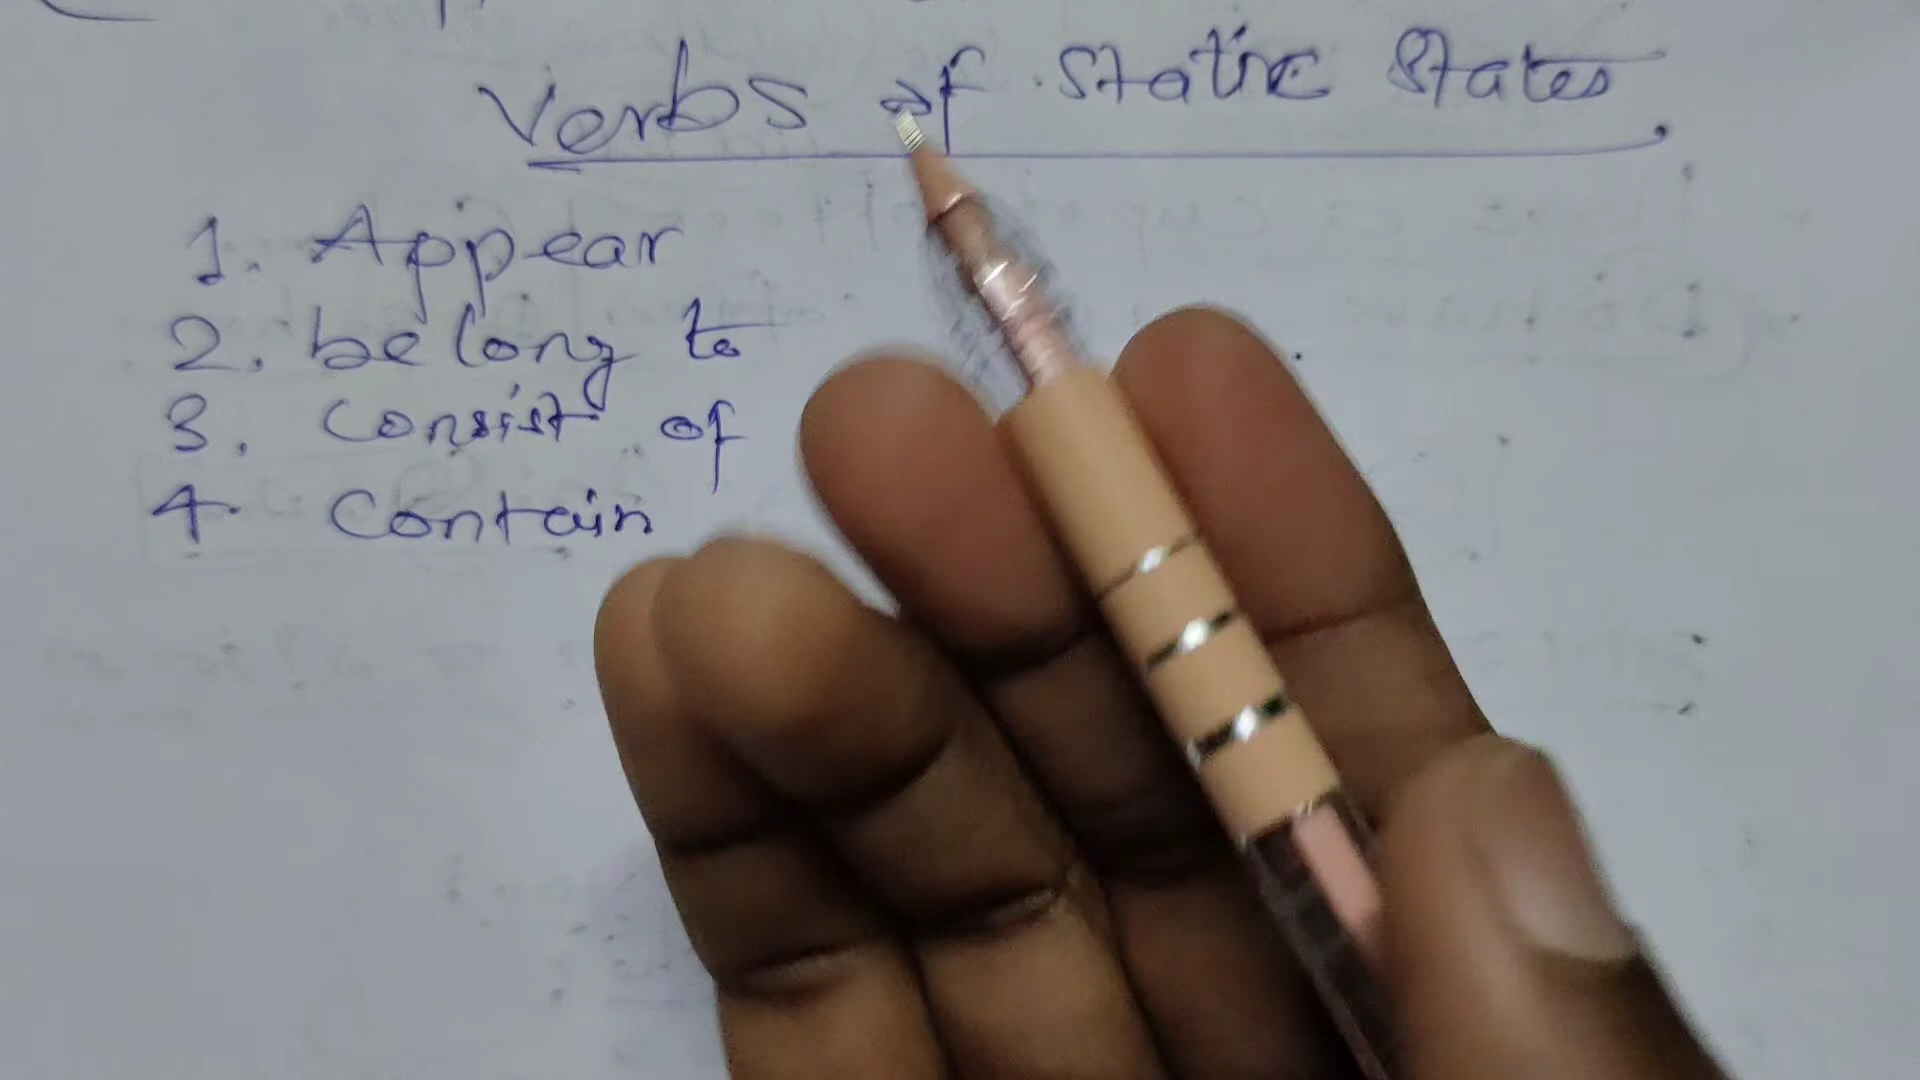 Verbs of static States
1. Appear
2. belong to
3. Consist of
4. Contain